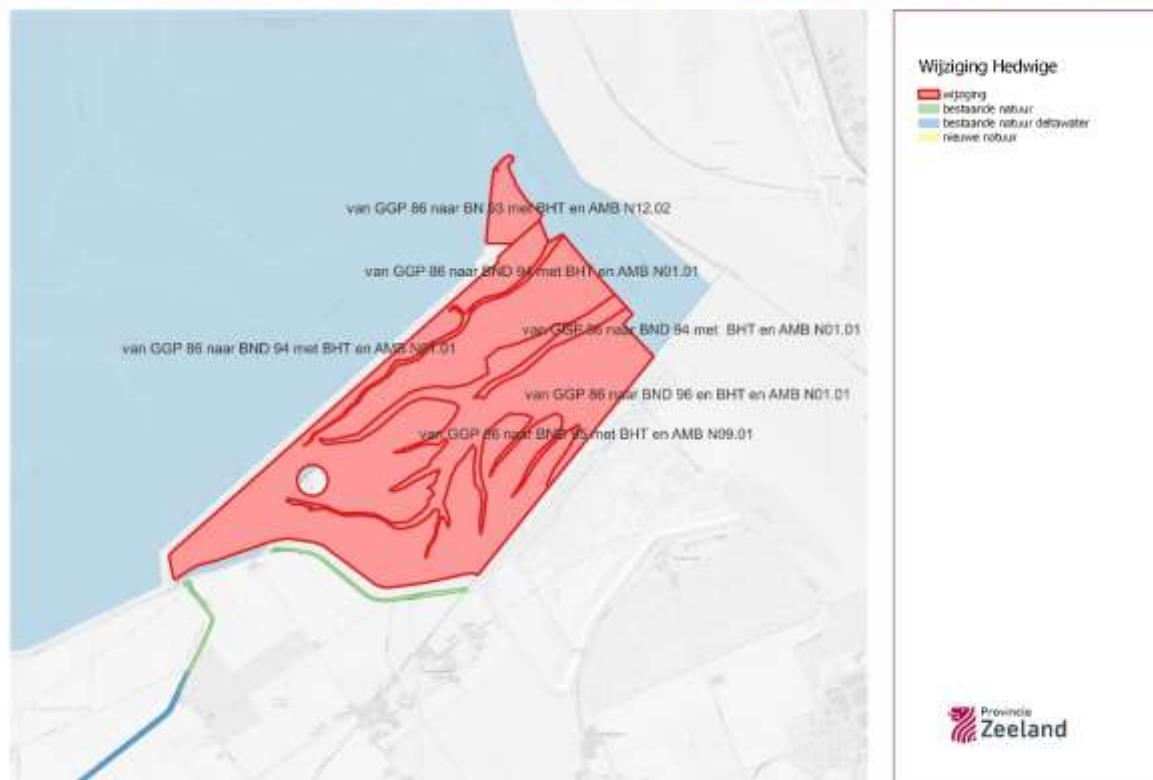 Wijziging Hedwige
wijziging
bestaande natuur
bestaande natuur deltawater
nieuwe natuur
van GGP 86 naar BN 93 met BHT en AMB N12.02
van GGP 86 naar BND 94 met BHT en AMB N01.01
van GGP 86 naar BND 94 met BHT en AMB N01.01
van GGP 86 naar BND 94 met BHT en AMB N01.01
van GGP 86 naar BND 96 en BHT en AMB N01.01
van GGP 86 naar BND 95 met BHT en AMB N09.01
Provincie
Zeeland